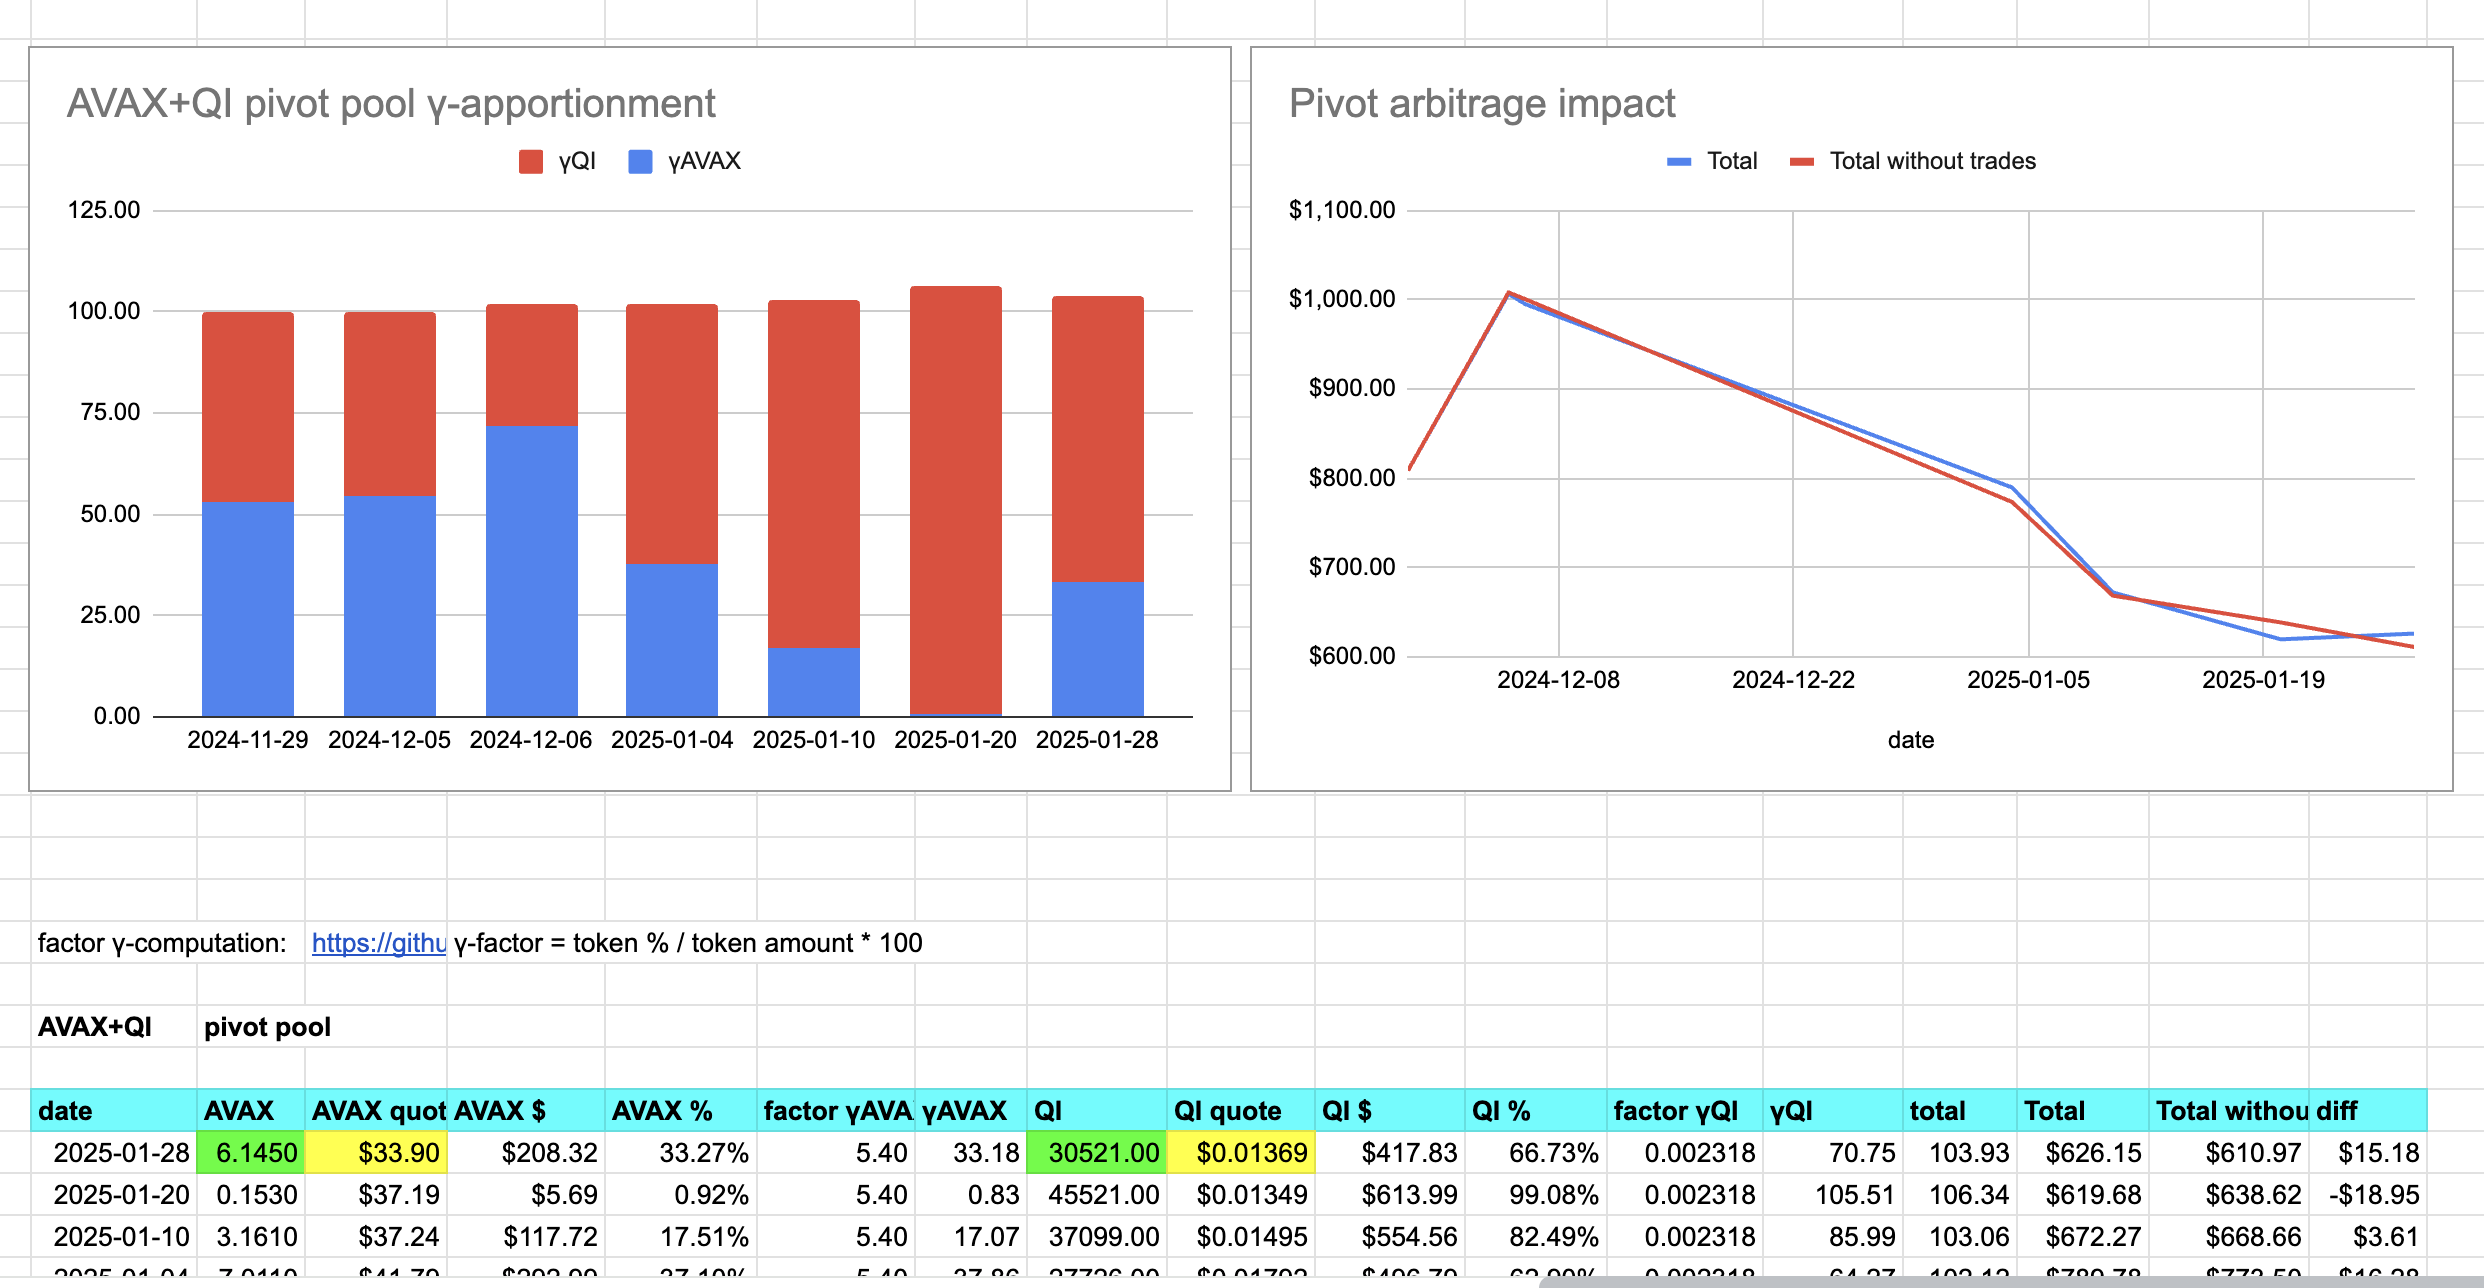 AVAX+QI pivot pool γ-apportionment
γQI γAVAX
125.00
100.00
75.00
50.00
25.00
0.00
2024-11-29 2024-12-05 2024-12-06 2025-01-04 2025-01-10 2025-01-20 2025-01-28
Pivot arbitrage impact
Total Total without trades
$1,100.00
$1,000.00
$900.00
$800.00
$700.00
$600.00
2024-12-08 2024-12-22 2025-01-05 2025-01-19
date
factor γ-computation: https://githu γ-factor = token % / token amount * 100
AVAX+QI pivot pool
date AVAX AVAX quot AVAX $ AVAX % factor γAVA γAVAX QI QI quote QI $ QI % factor γQI γQI total Total Total withou diff
2025-01-28 6.1450 $33.90 $208.32 33.27% 5.40 33.18 30521.00 $0.01369 $417.83 66.73% 0.002318 70.75 103.93 $626.15 $610.97 $15.18
2025-01-20 0.1530 $37.19 $5.69 0.92% 5.40 0.83 45521.00 $0.01349 $613.99 99.08% 0.002318 105.51 106.34 $619.68 $638.62 -$18.95
2025-01-10 3.1610 $37.24 $117.72 17.51% 5.40 17.07 37099.00 $0.01495 $554.56 82.49% 0.002318 85.99 103.06 $672.27 $668.66 $3.61